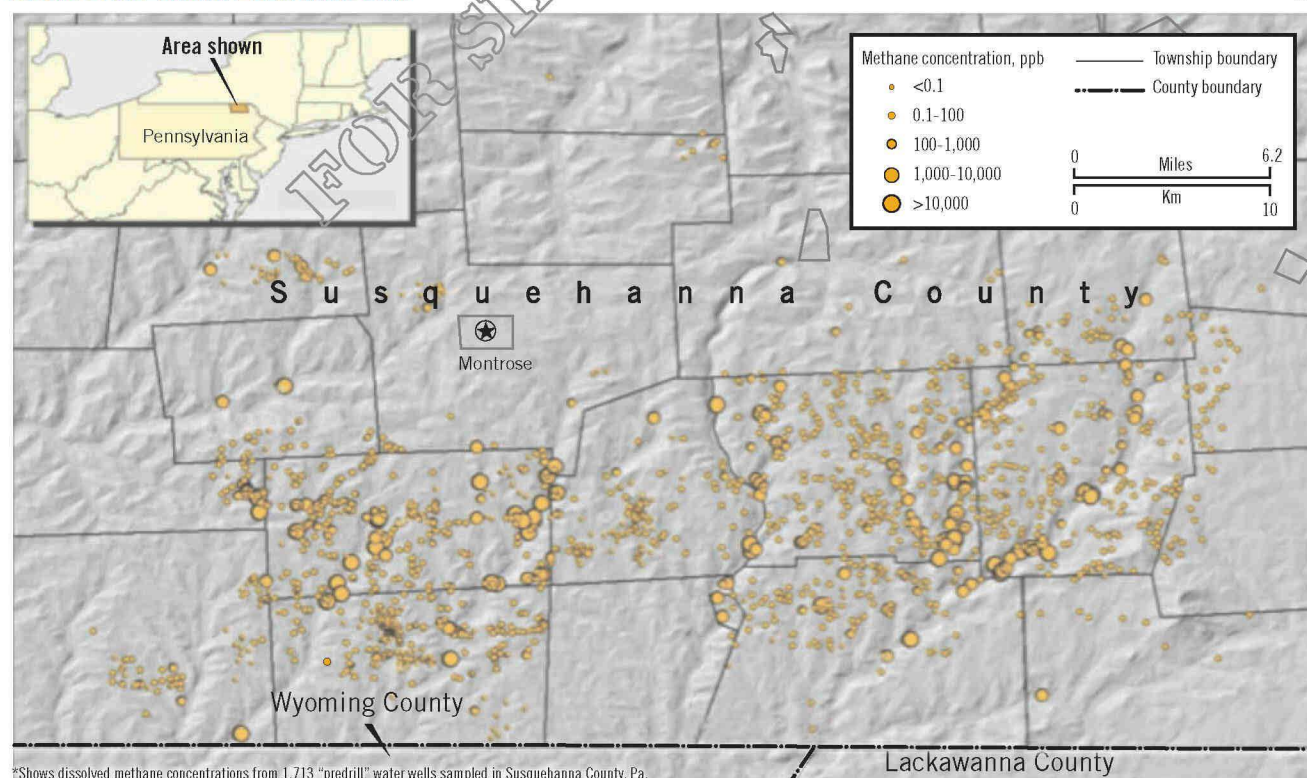 FOR S
Area shown
Pennsylvania
Methane concentration, ppb
<0.1
0.1-100
100-1,000
1,000-10,000
>10,000
Township boundary
County boundary
0 Miles 6.2
0 Km 10
Susquehanna County
Montrose
Wyoming County
Lackawanna County
*Shows dissolved methane concentrations from 1,713 "predrill" water wells sampled in Susquehanna County, Pa.